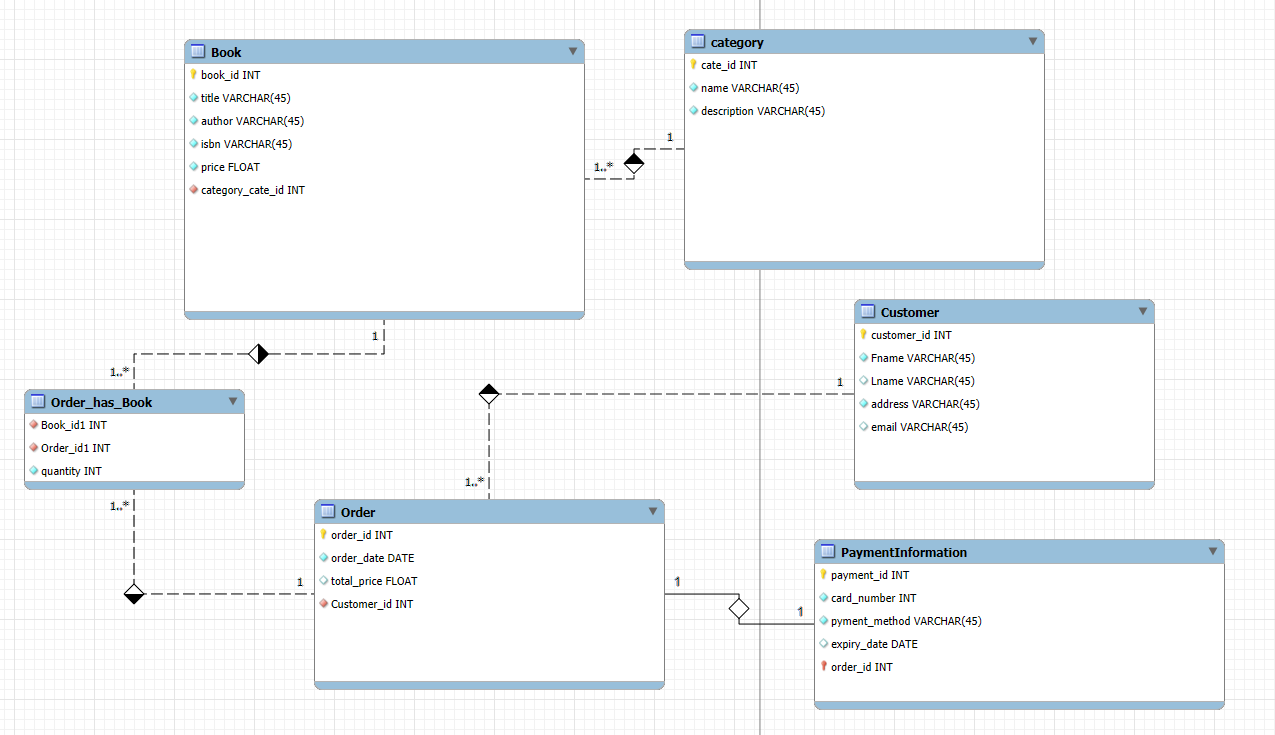 Book
book_id INT
title VARCHAR(45)
author VARCHAR(45)
isbn VARCHAR(45)
price FLOAT
category_cate_id INT
category
cate_id INT
name VARCHAR(45)
description VARCHAR(45)
1
1..*
1
1..*
Customer
customer_id INT
Fname VARCHAR(45)
Lname VARCHAR(45)
address VARCHAR(45)
email VARCHAR(45)
1
1..*
Order_has_Book
Book_id1 INT
Order_id1 INT
quantity INT
1..*
1
Order
order_id INT
order_date DATE
total_price FLOAT
Customer_id INT
1
1
PaymentInformation
payment_id INT
card_number INT
pyment_method VARCHAR(45)
expiry_date DATE
order_id INT